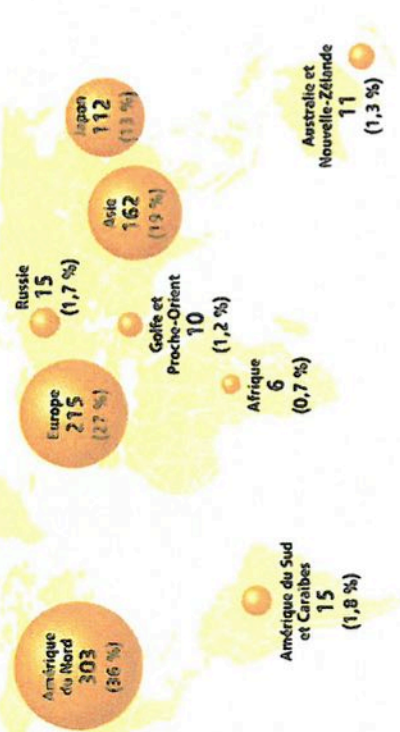 Amérique
du Nord
303
(36 %)
Europe
215
(27 %)
Russie
15
(1,7 %)
Japon
112
(13 %)
Asie
162
(19 %)
Golfe et
Proche-Orient
10
(1,2 %)
Afrique
6
(0,7 %)
Amérique du Sud
et Caraïbes
15
(1,8 %)
Australie et
Nouvelle-Zélande
11
(1,3 %)